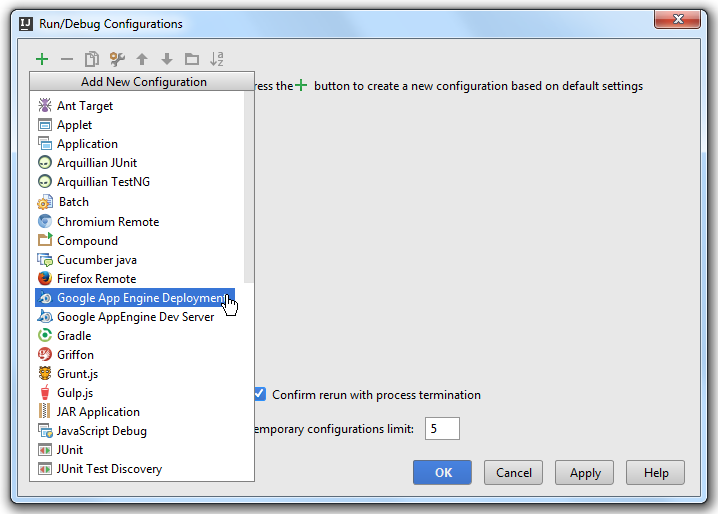 Run/Debug Configurations
Add New Configuration
ress the + button to create a new configuration based on default settings
Ant Target
Applet
Application
Arquillian JUnit
Arquillian TestNG
Batch
Chromium Remote
Compound
Cucumber java
Firefox Remote
Google App Engine Deployment
Google AppEngine Dev Server
Gradle
Griffon
Grunt.js
Gulp.js
JAR Application
JavaScript Debug
JUnit
JUnit Test Discovery
Confirm rerun with process termination
emporary configurations limit: 5
OK Cancel Apply Help